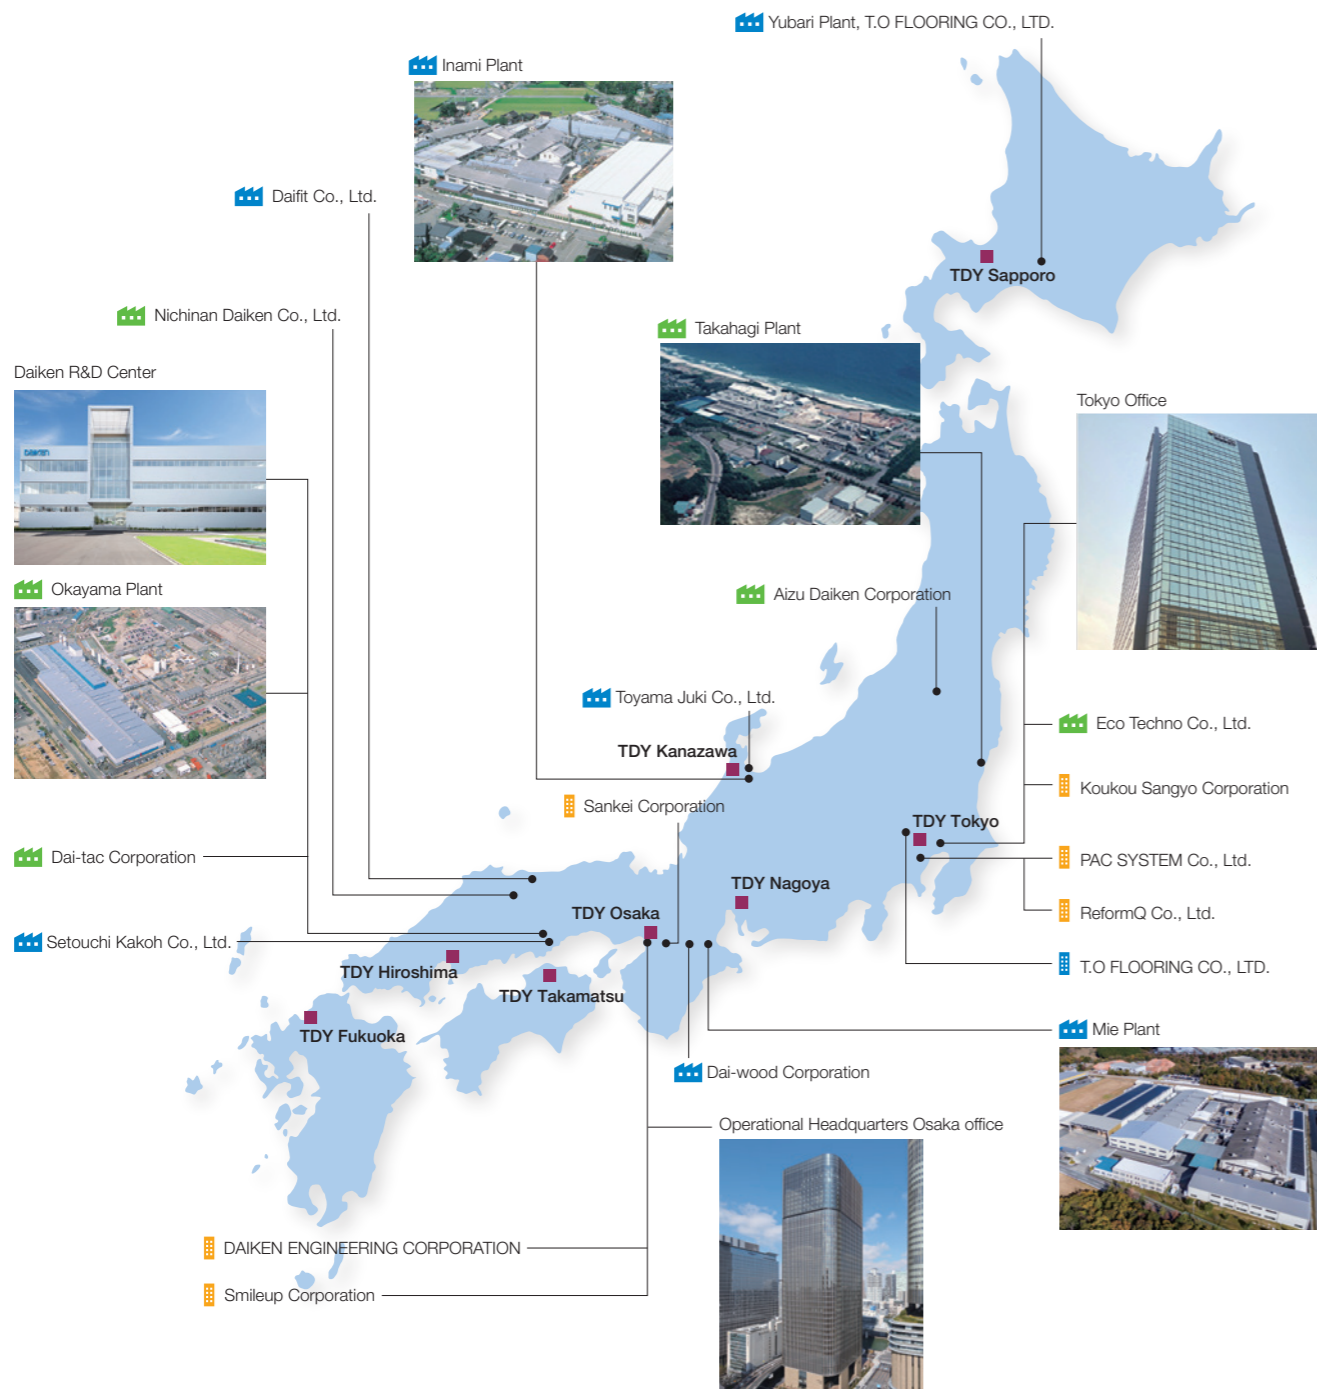 Yubari Plant, T.O FLOORING CO., LTD.
Inami Plant
Daifit Co., Ltd.
TDY Sapporo
Nichinan Daiken Co., Ltd.
Takahagi Plant
Daiken R&D Center
DAIKEN
Tokyo Office
Okayama Plant
Aizu Daiken Corporation
Toyama Juki Co., Ltd.
Eco Techno Co., Ltd.
TDY Kanazawa
Koukou Sangyo Corporation
Sankei Corporation
TDY Tokyo
Dai-tac Corporation
PAC SYSTEM Co., Ltd.
TDY Nagoya
TDY Osaka
ReformQ Co., Ltd.
Setouchi Kakoh Co., Ltd.
TDY Hiroshima
T.O FLOORING CO., LTD.
TDY Takamatsu
TDY Fukuoka
Mie Plant
Dai-wood Corporation
Operational Headquarters Osaka office
DAIKEN ENGINEERING CORPORATION
Smileup Corporation